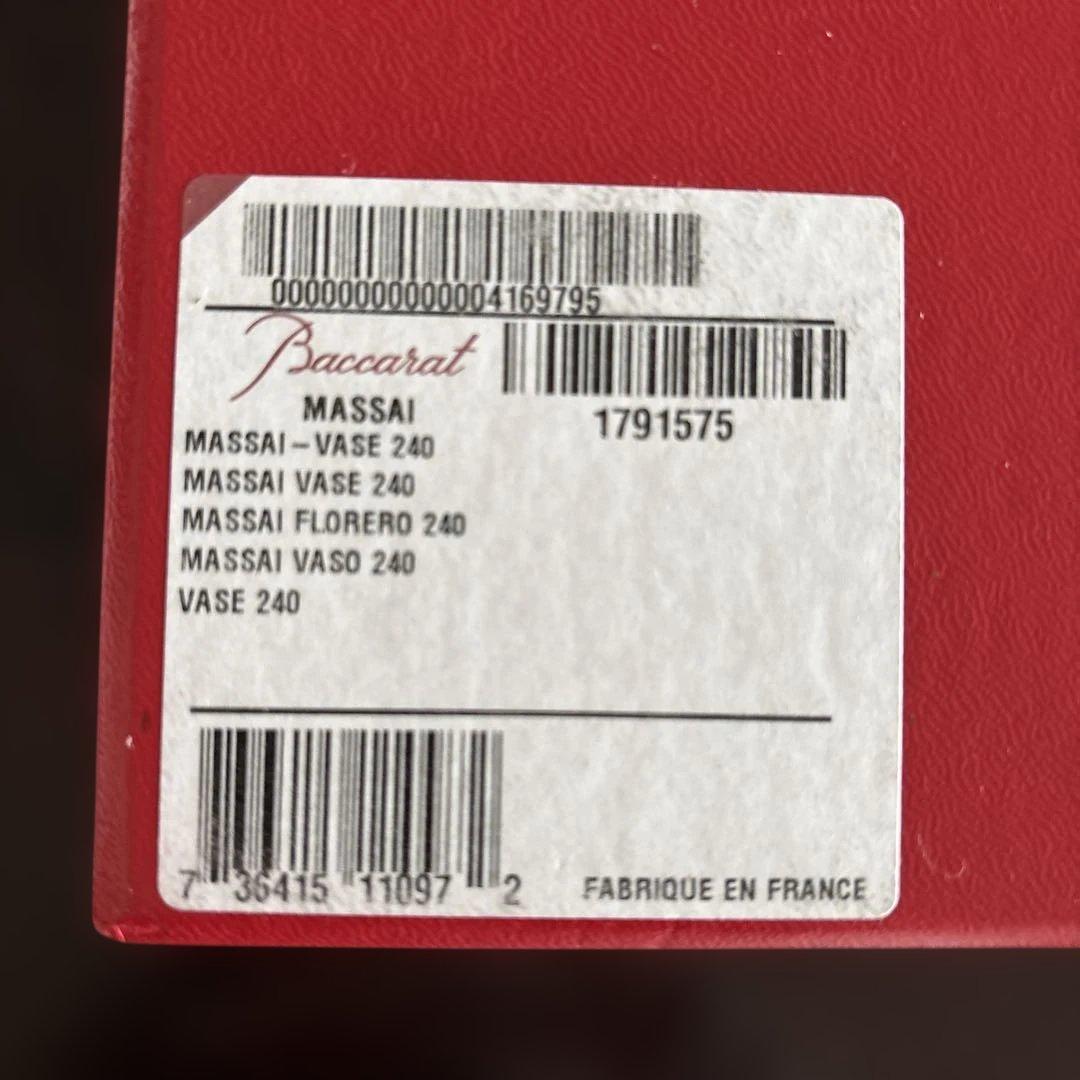 00000000000004169795
Baccarat
1791575
MASSAI
MASSAI-VASE 240
MASSAI VASE 240
MASSAI FLORERO 240
MASSAI VASO 240
VASE 240
7 36415 11097 2
FABRIQUE EN FRANCE